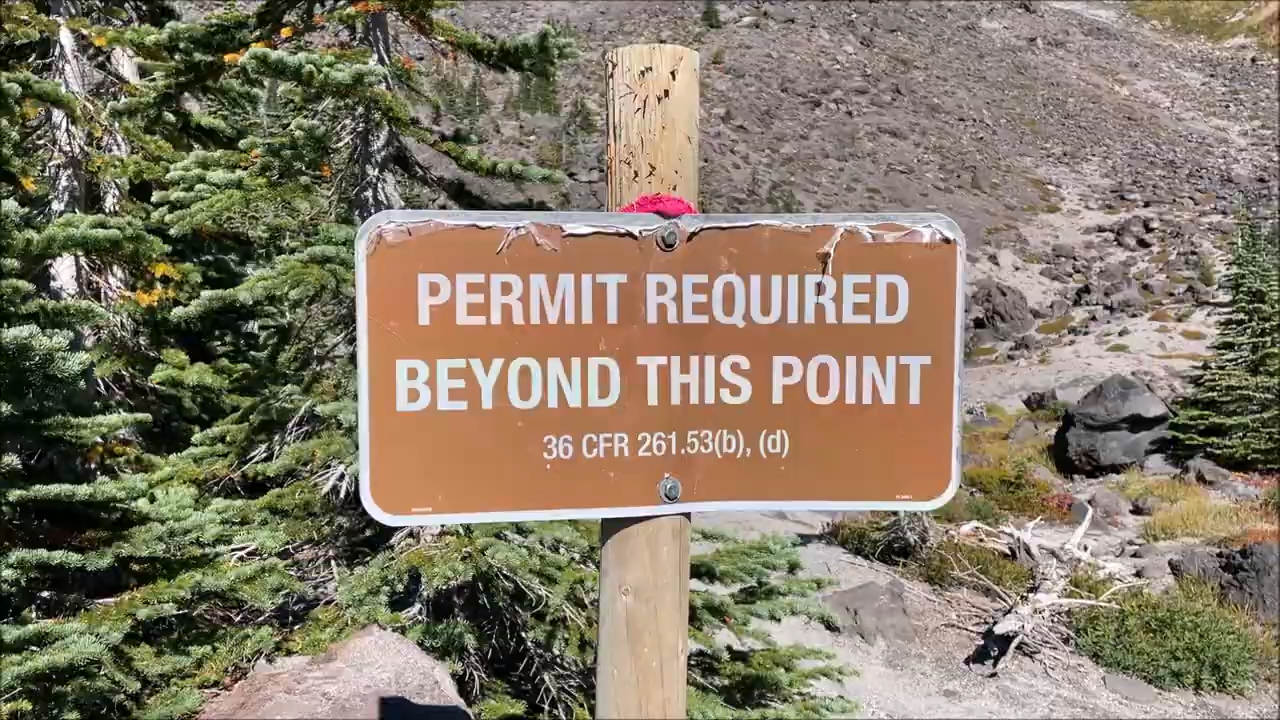 PERMIT REQUIRED
BEYOND THIS POINT
36 CFR 261.53(b), (d)